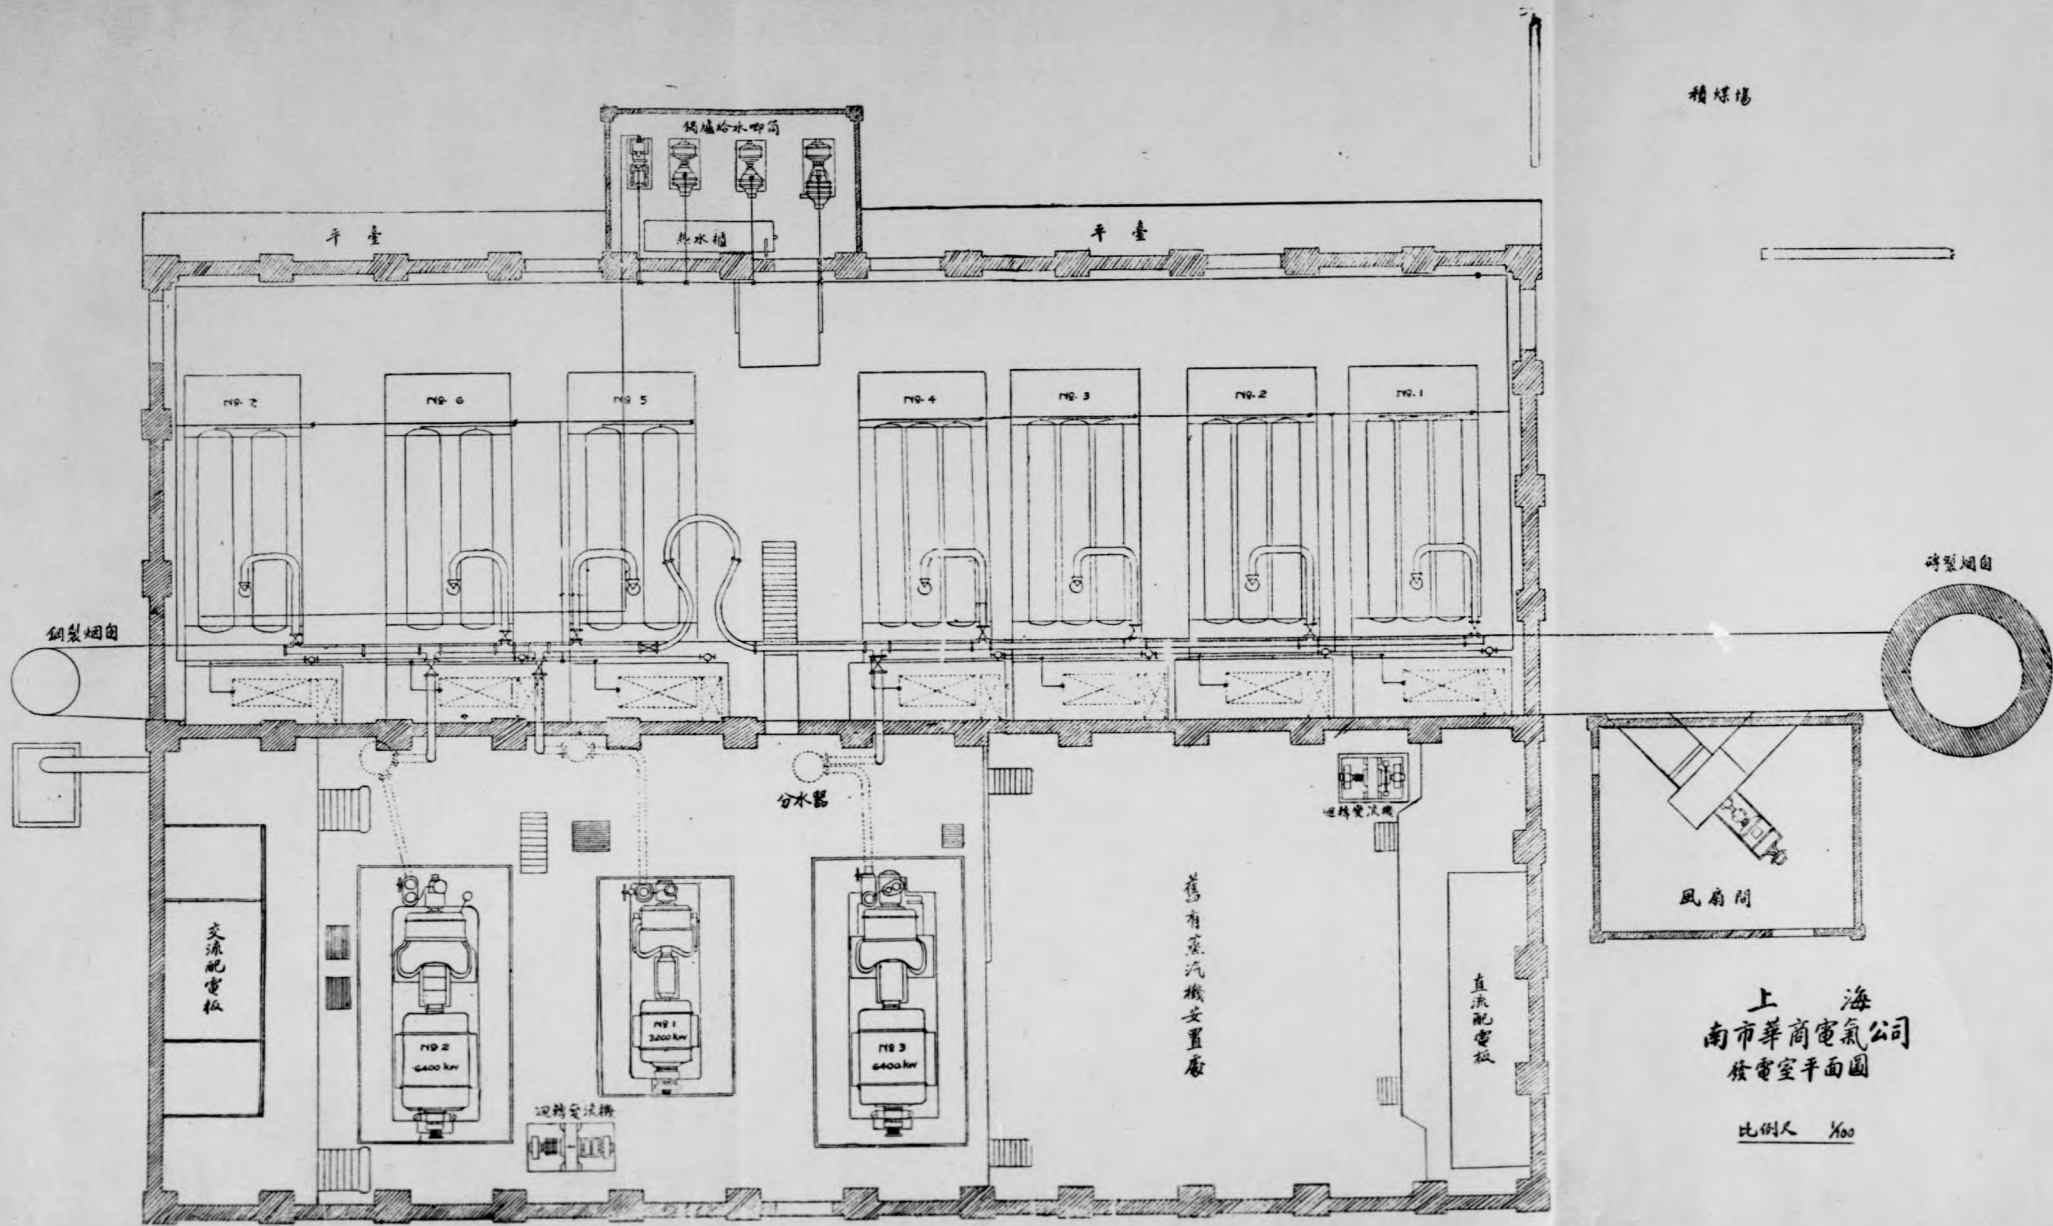 積煤塲
鍋爐給水唧筒
平臺
熱水櫃
平臺
No. 7
No. 6
No 5
No. 4
No. 3
No. 2
No. 1
磚製烟囱
鋼製烟囱
分水器
迴轉變流機
風扇間
交流配電板
No 2
6400 kW
No 1
3200 kW
No 3
6400 kW
舊有蒸汽機安置處
直流配電板
迴轉變流機
上海
南市華商電氣公司
發電室平面圖
比例尺 1/100